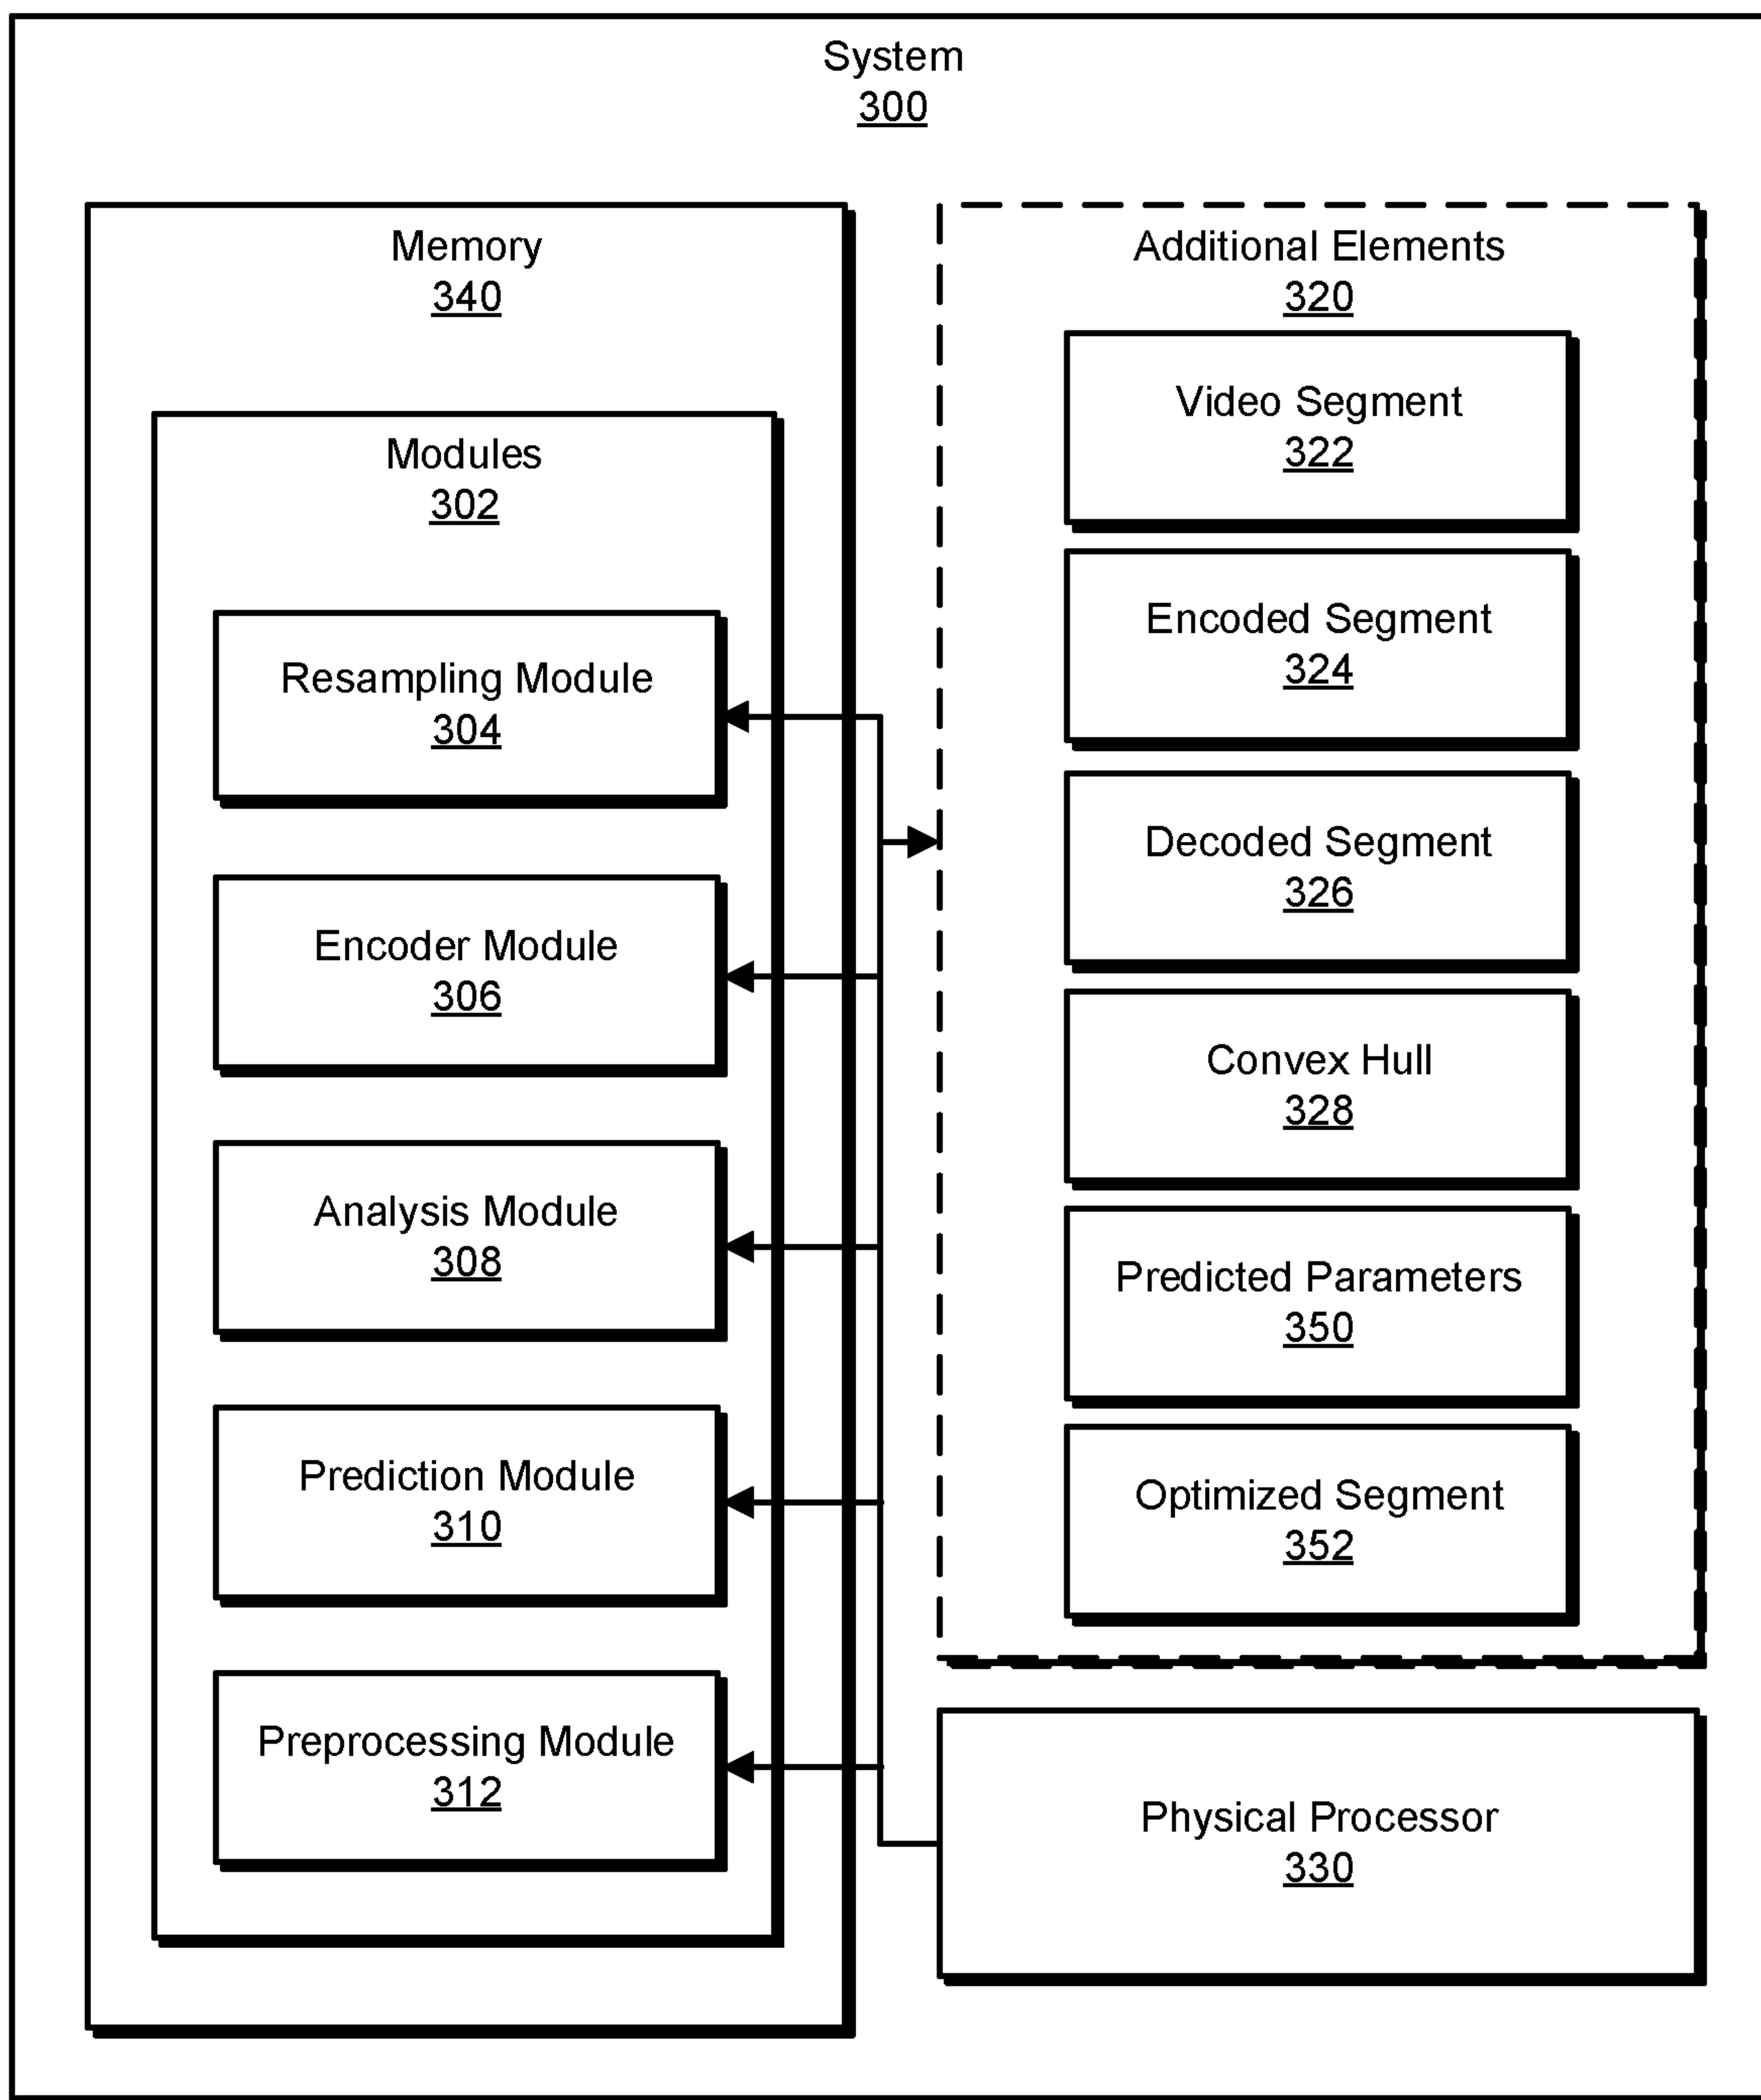 System
300
Memory
340
Modules
302
Resampling Module
304
Encoder Module
306
Analysis Module
308
Prediction Module
310
Preprocessing Module
312
Additional Elements
320
Video Segment
322
Encoded Segment
324
Decoded Segment
326
Convex Hull
328
Predicted Parameters
350
Optimized Segment
352
Physical Processor
330